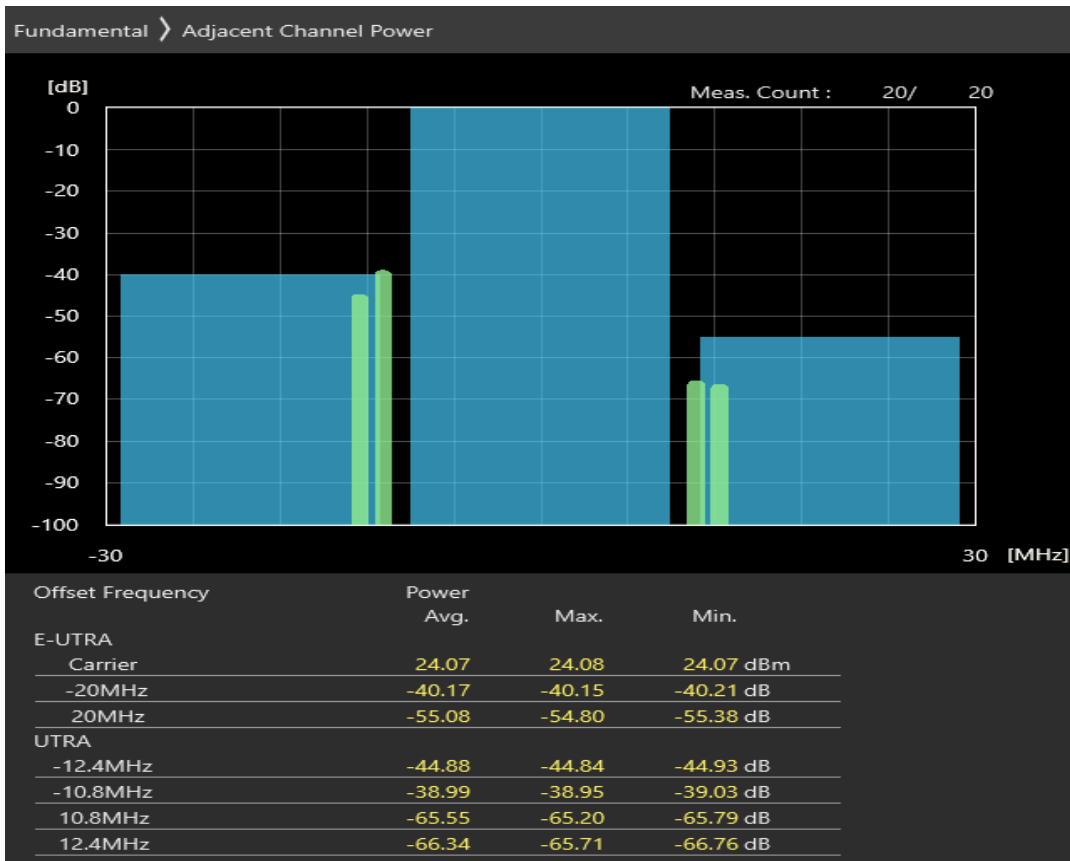 Fundamental 〉 Adjacent Channel Power
[dB]
Meas. Count : 20/ 20
0
-10
-20
-30
-40
-50
-60
-70
-80
-90
-100
-30 30 [MHz]
Offset Frequency Power
Avg. Max. Min.
E-UTRA
Carrier 24.07 24.08 24.07 dBm
-20MHz -40.17 -40.15 -40.21 dB
20MHz -55.08 -54.80 -55.38 dB
UTRA
-12.4MHz -44.88 -44.84 -44.93 dB
-10.8MHz -38.99 -38.95 -39.03 dB
10.8MHz -65.55 -65.20 -65.79 dB
12.4MHz -66.34 -65.71 -66.76 dB